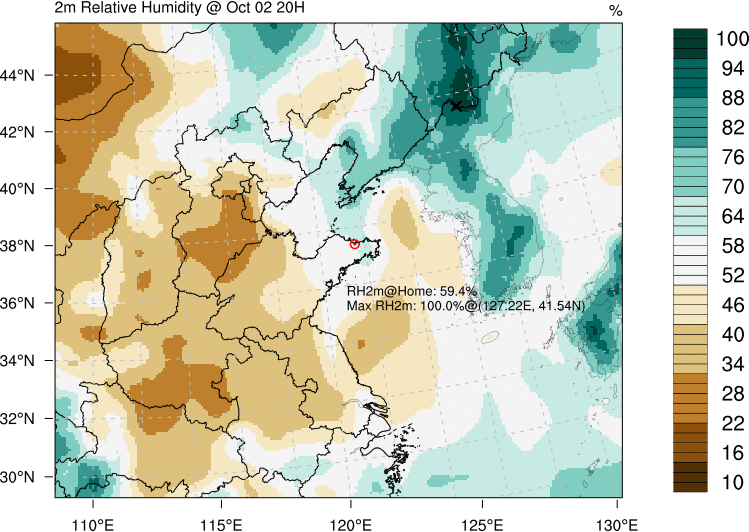 2m Relative Humidity @ Oct 02 20H
%
44°N
42°N
40°N
38°N
36°N
34°N
32°N
30°N
110°E
115°E
120°E
125°E
130°E
RH2m@Home: 59.4%
Max RH2m: 100.0%@(127.22E, 41.54N)
100
94
88
82
76
70
64
58
52
46
40
34
28
22
16
10